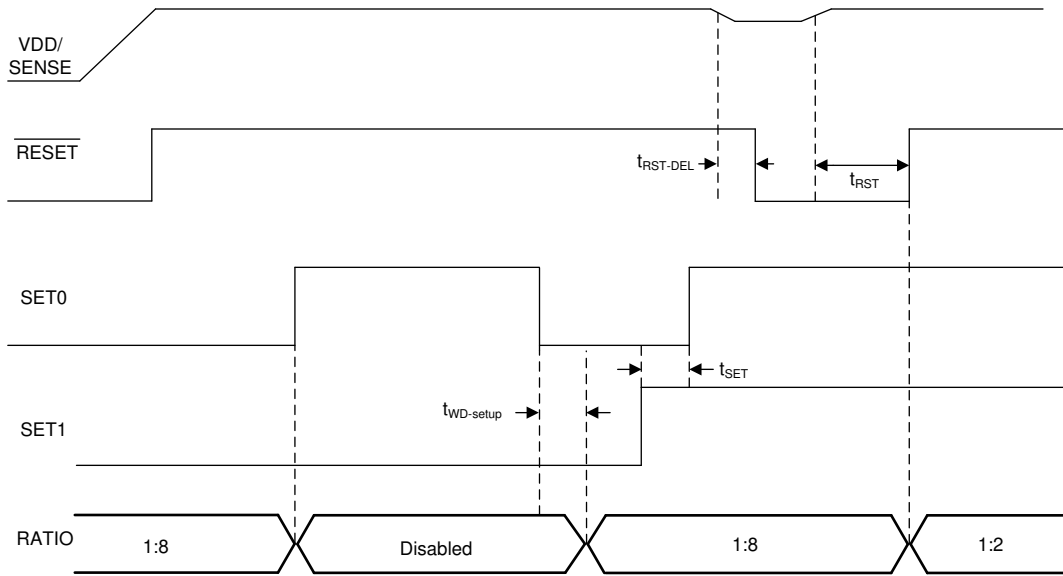 VDD/
SENSE
RESET
tRST-DEL
tRST
SET0
tSET
tWD-setup
SET1
RATIO
1:8
Disabled
1:8
1:2